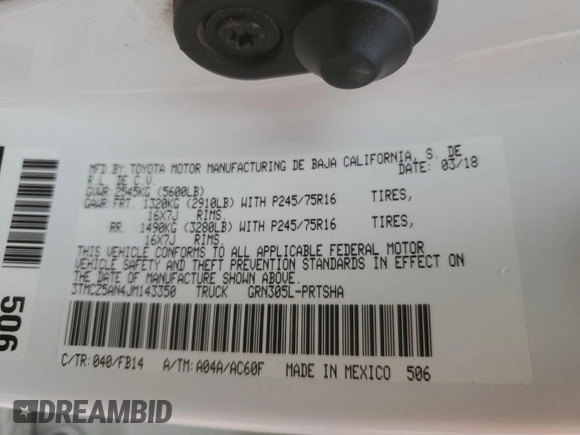 MFD.BY:TOYOTA MOTOR MANUFACTURING DE BAJA CALIFORNIA, S. DE
R.L. DE C.V. DATE: 03/18
GVWR: 2545KG (5600LB)
GAWR:FRT. 1320KG (2910LB) WITH P245/75R16 TIRES,
16X7J RIMS.
RR. 1490KG (3280LB) WITH P245/75R16 TIRES,
16X7J RIMS.
THIS VEHICLE CONFORMS TO ALL APPLICABLE FEDERAL MOTOR
VEHICLE SAFETY AND THEFT PREVENTION STANDARDS IN EFFECT ON
THE DATE OF MANUFACTURE SHOWN ABOVE.
3TMCZ5AN4JM143350 TRUCK GRN305L-PRTSHA
C/TR:040/FB14 A/TM:A04A/AC60F MADE IN MEXICO 506
506
DREAMBID